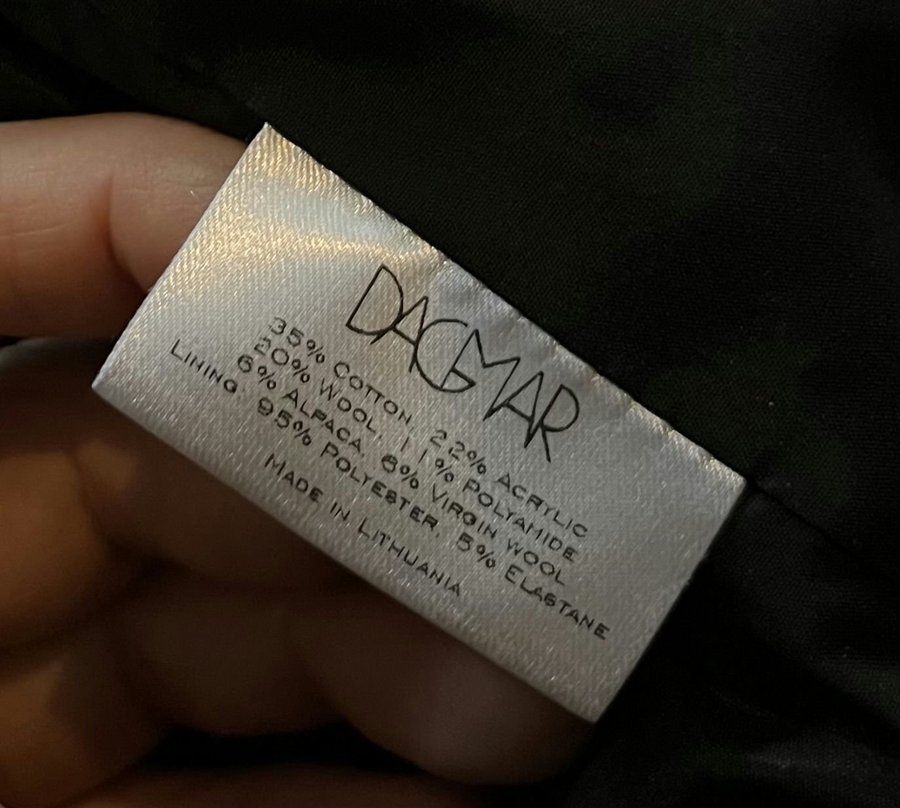 DAGMAR
35% COTTON, 22% ACRYLIC
20% WOOL, 11% POLYAMIDE
6% ALPACA, 6% VIRGIN WOOL
LINING: 95% POLYESTER, 5% ELASTANE
MADE IN LITHUANIA